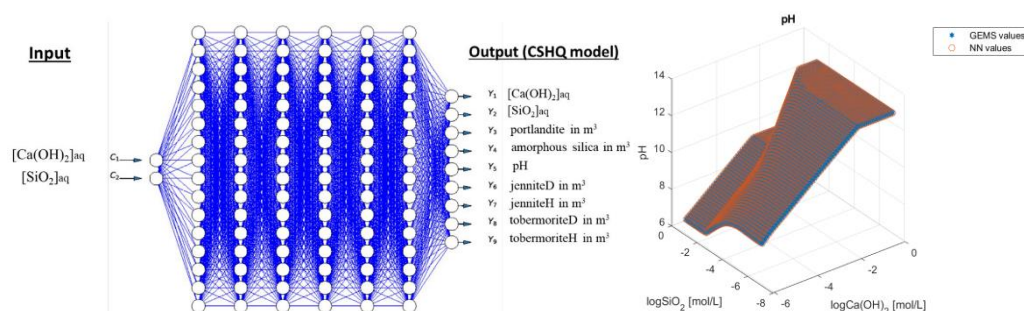 Input
[Ca(OH)2]aq
[SiO2]aq
C1
C2
Output (CSHQ model)
Y1 [Ca(OH)2]aq
Y2 [SiO2]aq
Y3 portlandite in m³
Y4 amorphous silica in m³
Y5 pH
Y6 jenniteD in m³
Y7 jenniteH in m³
Y8 tobermoriteD in m³
Y9 tobermoriteH in m³
pH
GEMS values
NN values
14
12
10
8
6
pH
0
-2
-4
-6
-8
logSiO2 [mol/L]
-6
-4
-2
0
logCa(OH)2 [mol/L]